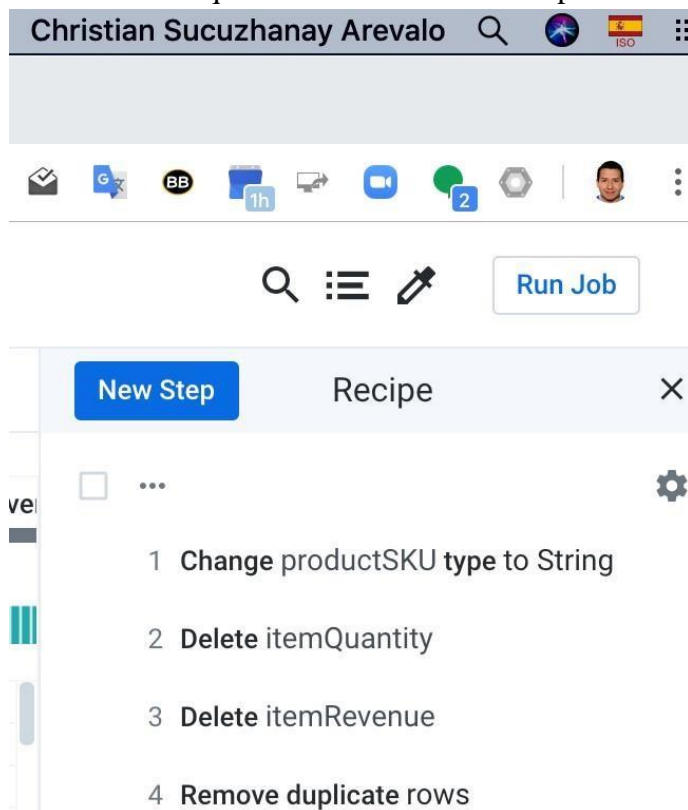 Christian Sucuzhanay Arevalo
ISO
G
BB
1h
2
Run Job
New Step Recipe
1 Change productSKU type to String
2 Delete itemQuantity
3 Delete itemRevenue
4 Remove duplicate rows